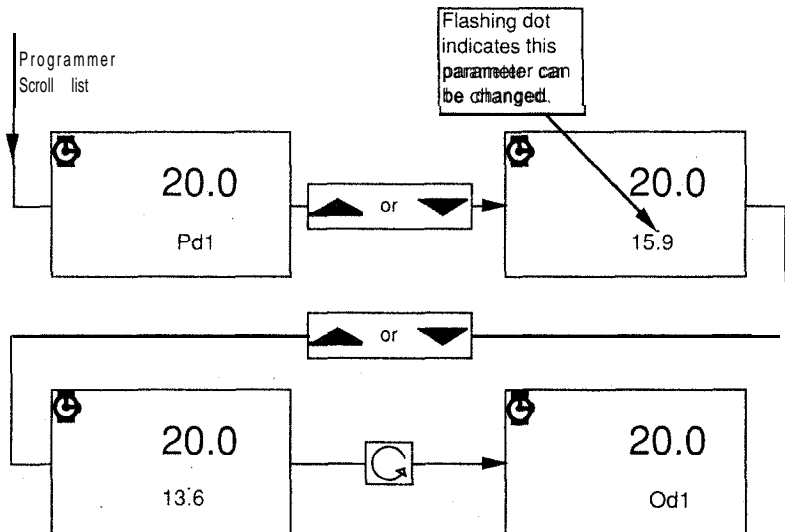 Programmer
Scroll list
Flashing dot
indicates this
parameter can
be changed.
20.0
Pd1
or
20.0
15.9
or
20.0
13.6
20.0
Od1